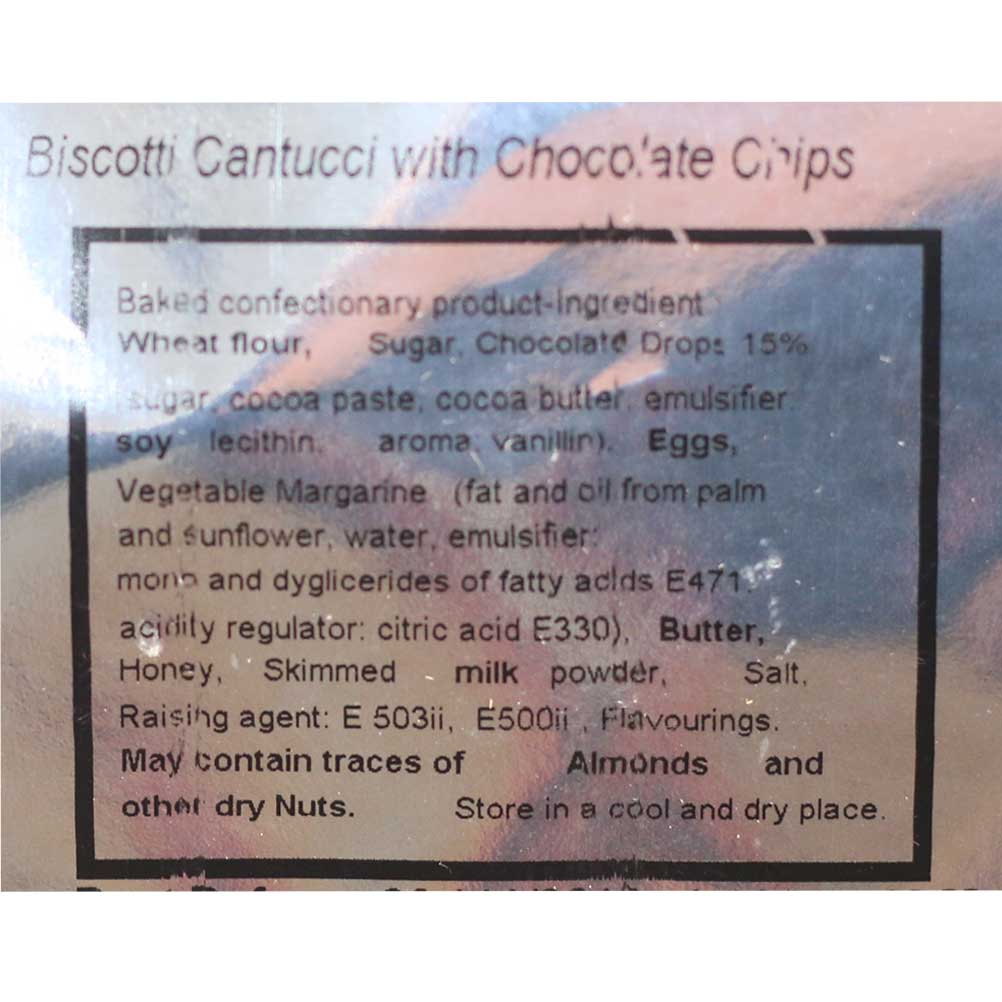 Biscotti Cantucci with Chocolate Chips
Baked confectionary product-Ingredient
Wheat flour, Sugar, Chocolate Drops 15%
(sugar, cocoa paste, cocoa butter, emulsifier:
soy lecithin, aroma: vanillin), Eggs,
Vegetable Margarine (fat and oil from palm
and sunflower, water, emulsifier:
mono and dyglicerides of fatty acids E471,
acidity regulator: citric acid E330), Butter,
Honey, Skimmed milk powder, Salt,
Raising agent: E 503ii, E500ii , Flavourings.
May contain traces of Almonds and
other dry Nuts. Store in a cool and dry place.